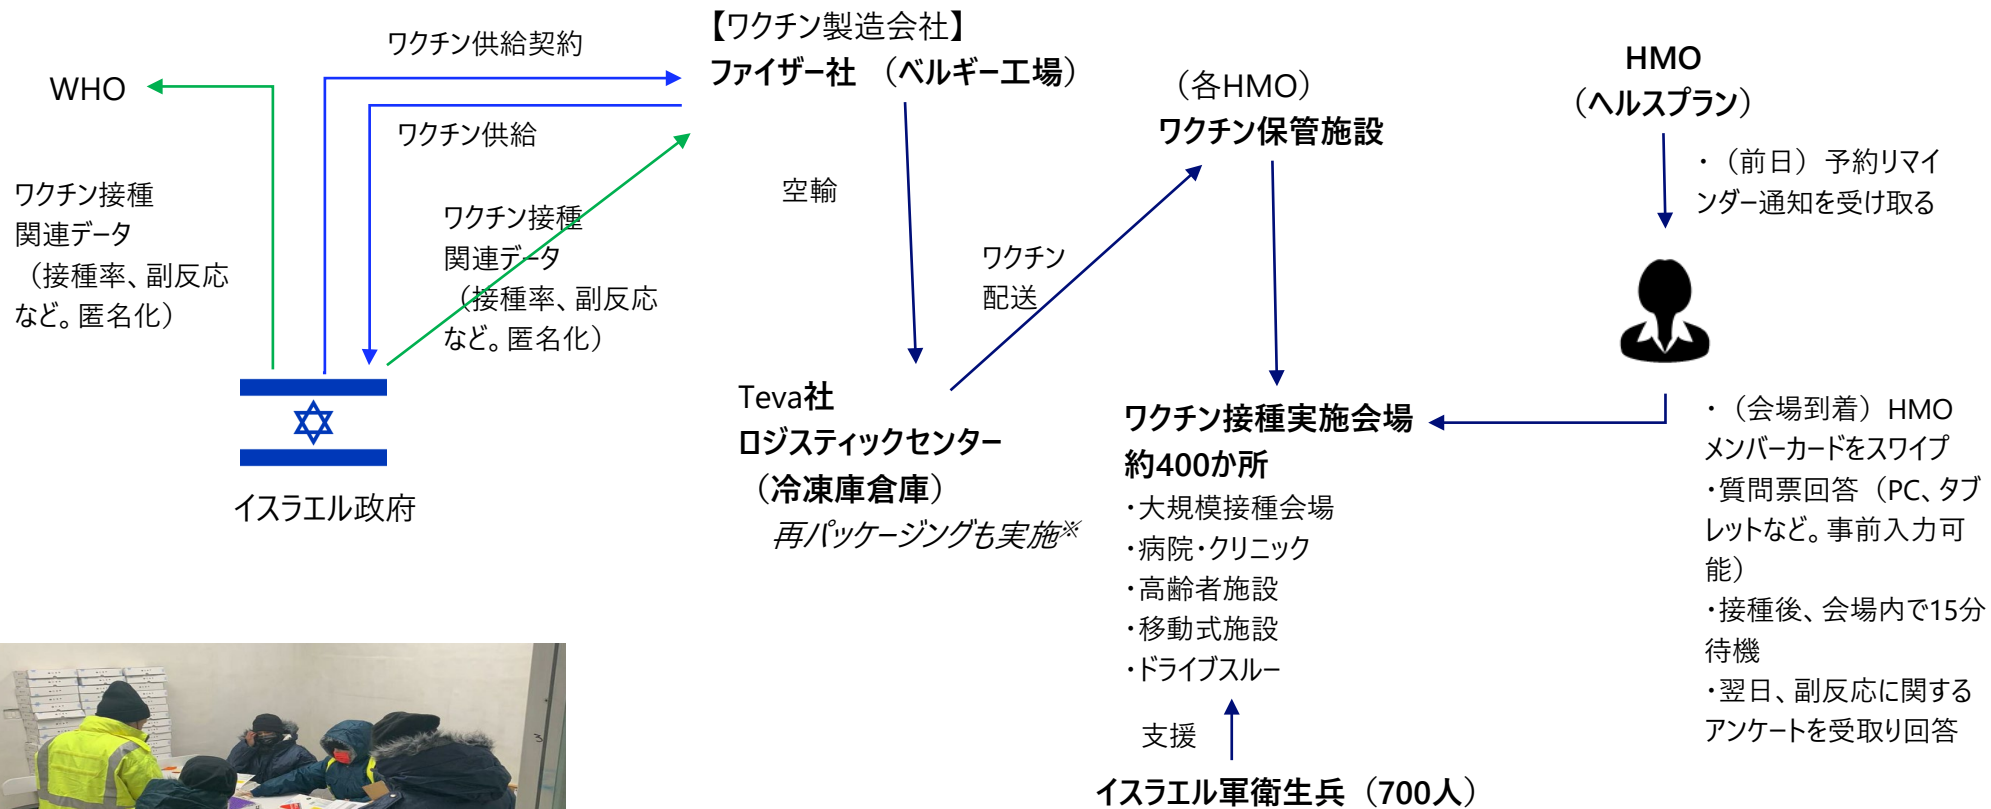 WHO
ワクチン接種
関連データ
（接種率、副反応
など。匿名化）
ワクチン供給契約
ワクチン供給
ワクチン接種
関連データ
（接種率、副反応
など。匿名化）
イスラエル政府
【ワクチン製造会社】
ファイザー社 （ベルギー工場）
空輸
Teva社
ロジスティックセンター
（冷凍庫倉庫）
再パッケージングも実施※
ワクチン
配送
（各HMO）
ワクチン保管施設
ワクチン接種実施会場
約400か所
・大規模接種会場
・病院・クリニック
・高齢者施設
・移動式施設
・ドライブスルー
支援
イスラエル軍衛生兵（700人）
HMO
（ヘルスプラン）
・（前日）予約リマイ
ンダー通知を受け取る
・（会場到着）HMO
メンバーカードをスワイプ
・質問票回答（PC、タブ
レットなど。事前入力可
能）
・接種後、会場内で15分
待機
・翌日、副反応に関する
アンケートを受取り回答